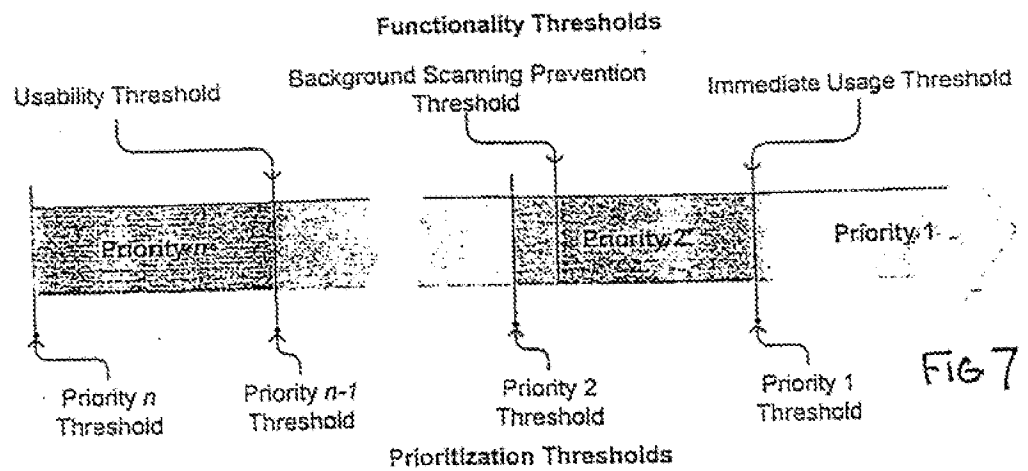 Functionality Thresholds
Usability Threshold
Background Scanning Prevention
Threshold
Immediate Usage Threshold
Priority n
Priority 2
Priority 1
Priority n
Threshold
Priority n-1
Threshold
Priority 2
Threshold
Priority 1
Threshold
FIG 7
Prioritization Thresholds